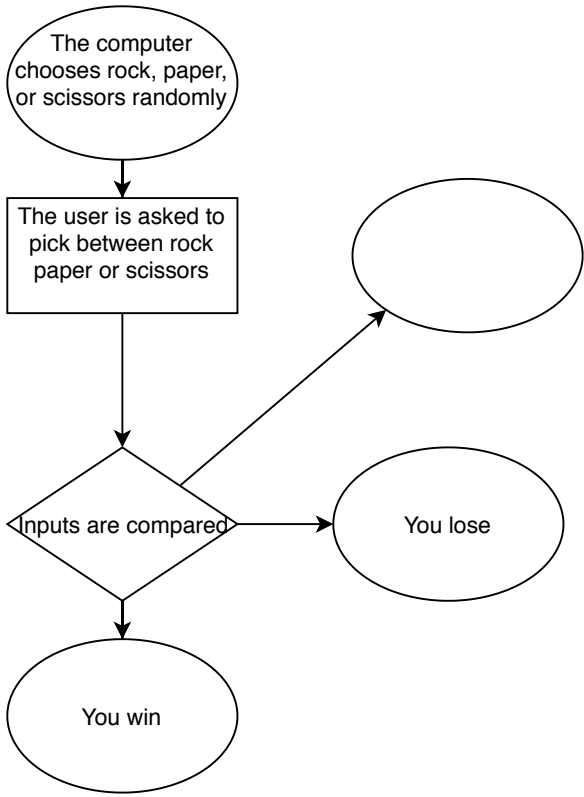 The computer
chooses rock, paper,
or scissors randomly
The user is asked to
pick between rock
paper or scissors
Inputs are compared
You lose
You win